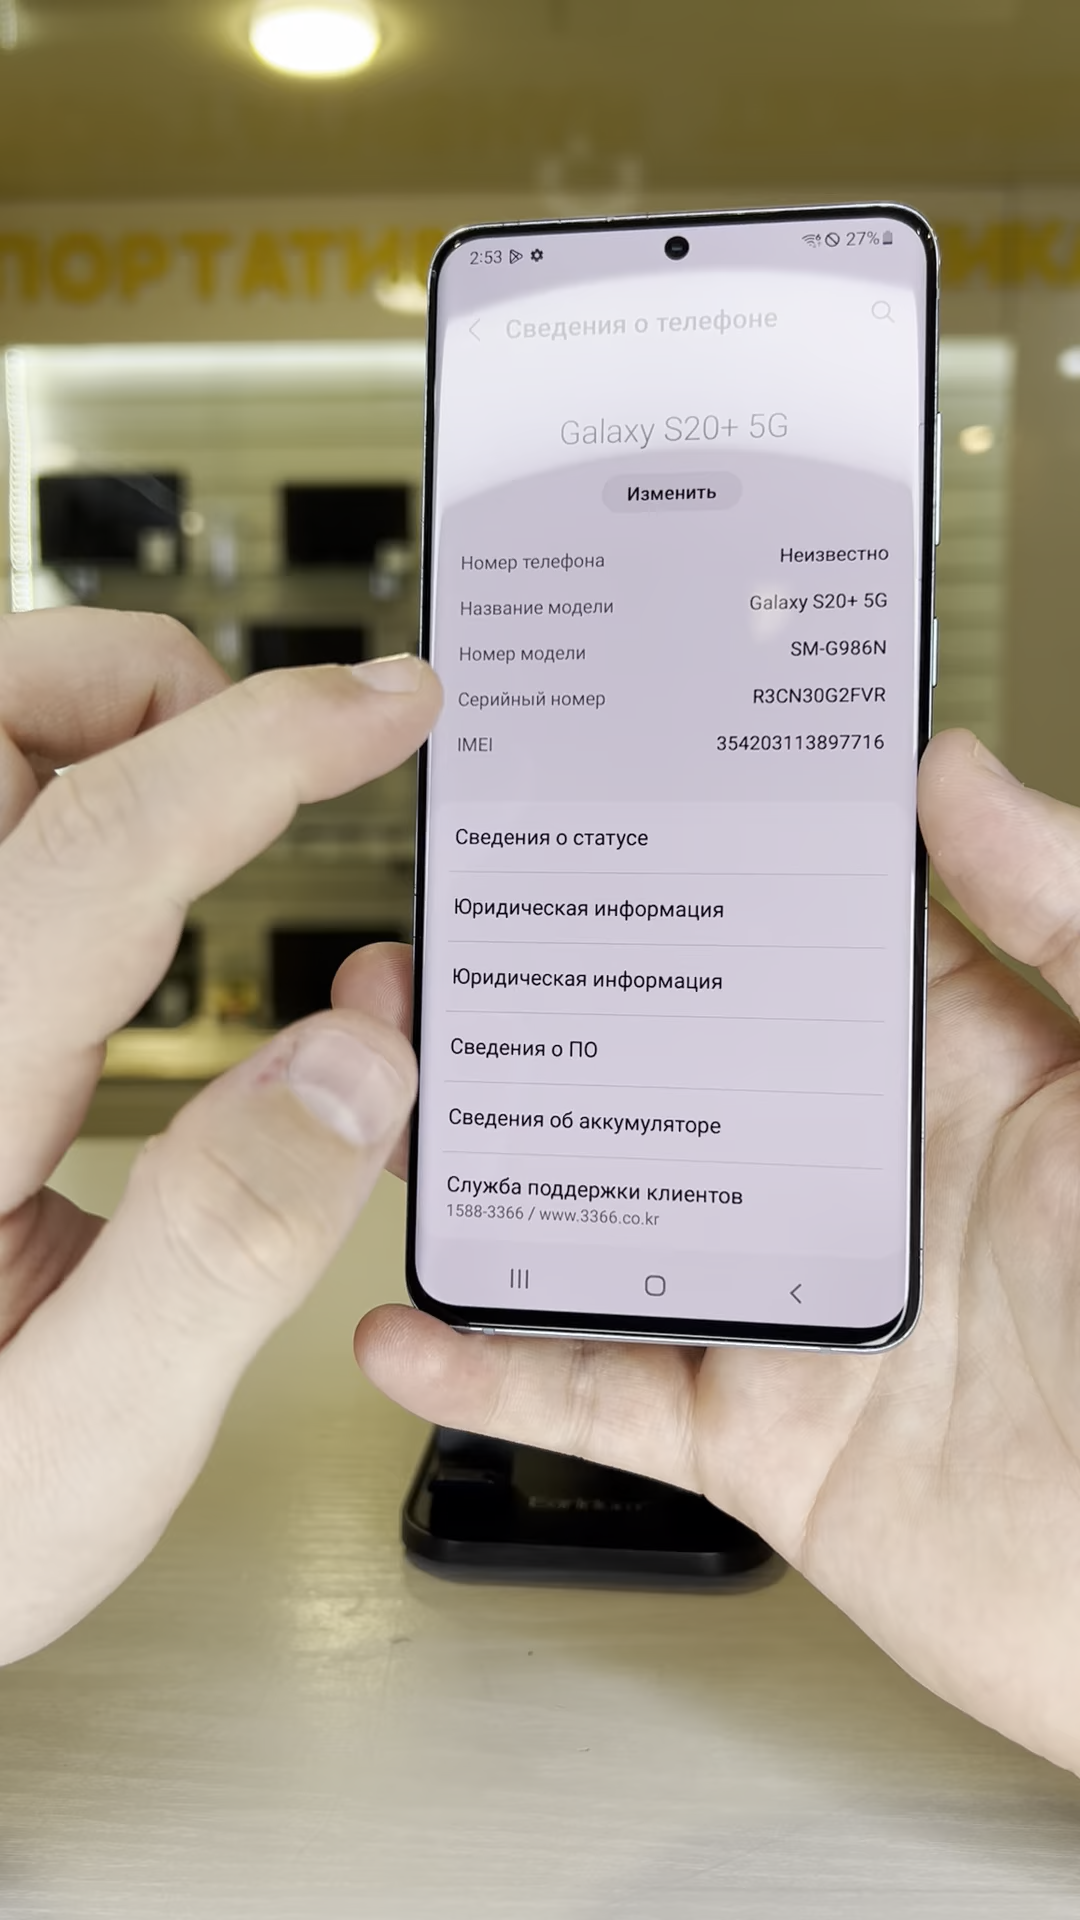 ПОРТАТИ
2:53 27%
Сведения о телефоне
Galaxy S20+ 5G
Изменить
Номер телефона Неизвестно
Название модели Galaxy S20+ 5G
Номер модели SM-G986N
Серийный номер R3CN30G2FVR
IMEI 354203113897716
Сведения о статусе
Юридическая информация
Юридическая информация
Сведения о ПО
Сведения об аккумуляторе
Служба поддержки клиентов
1588-3366 / www.3366.co.kr